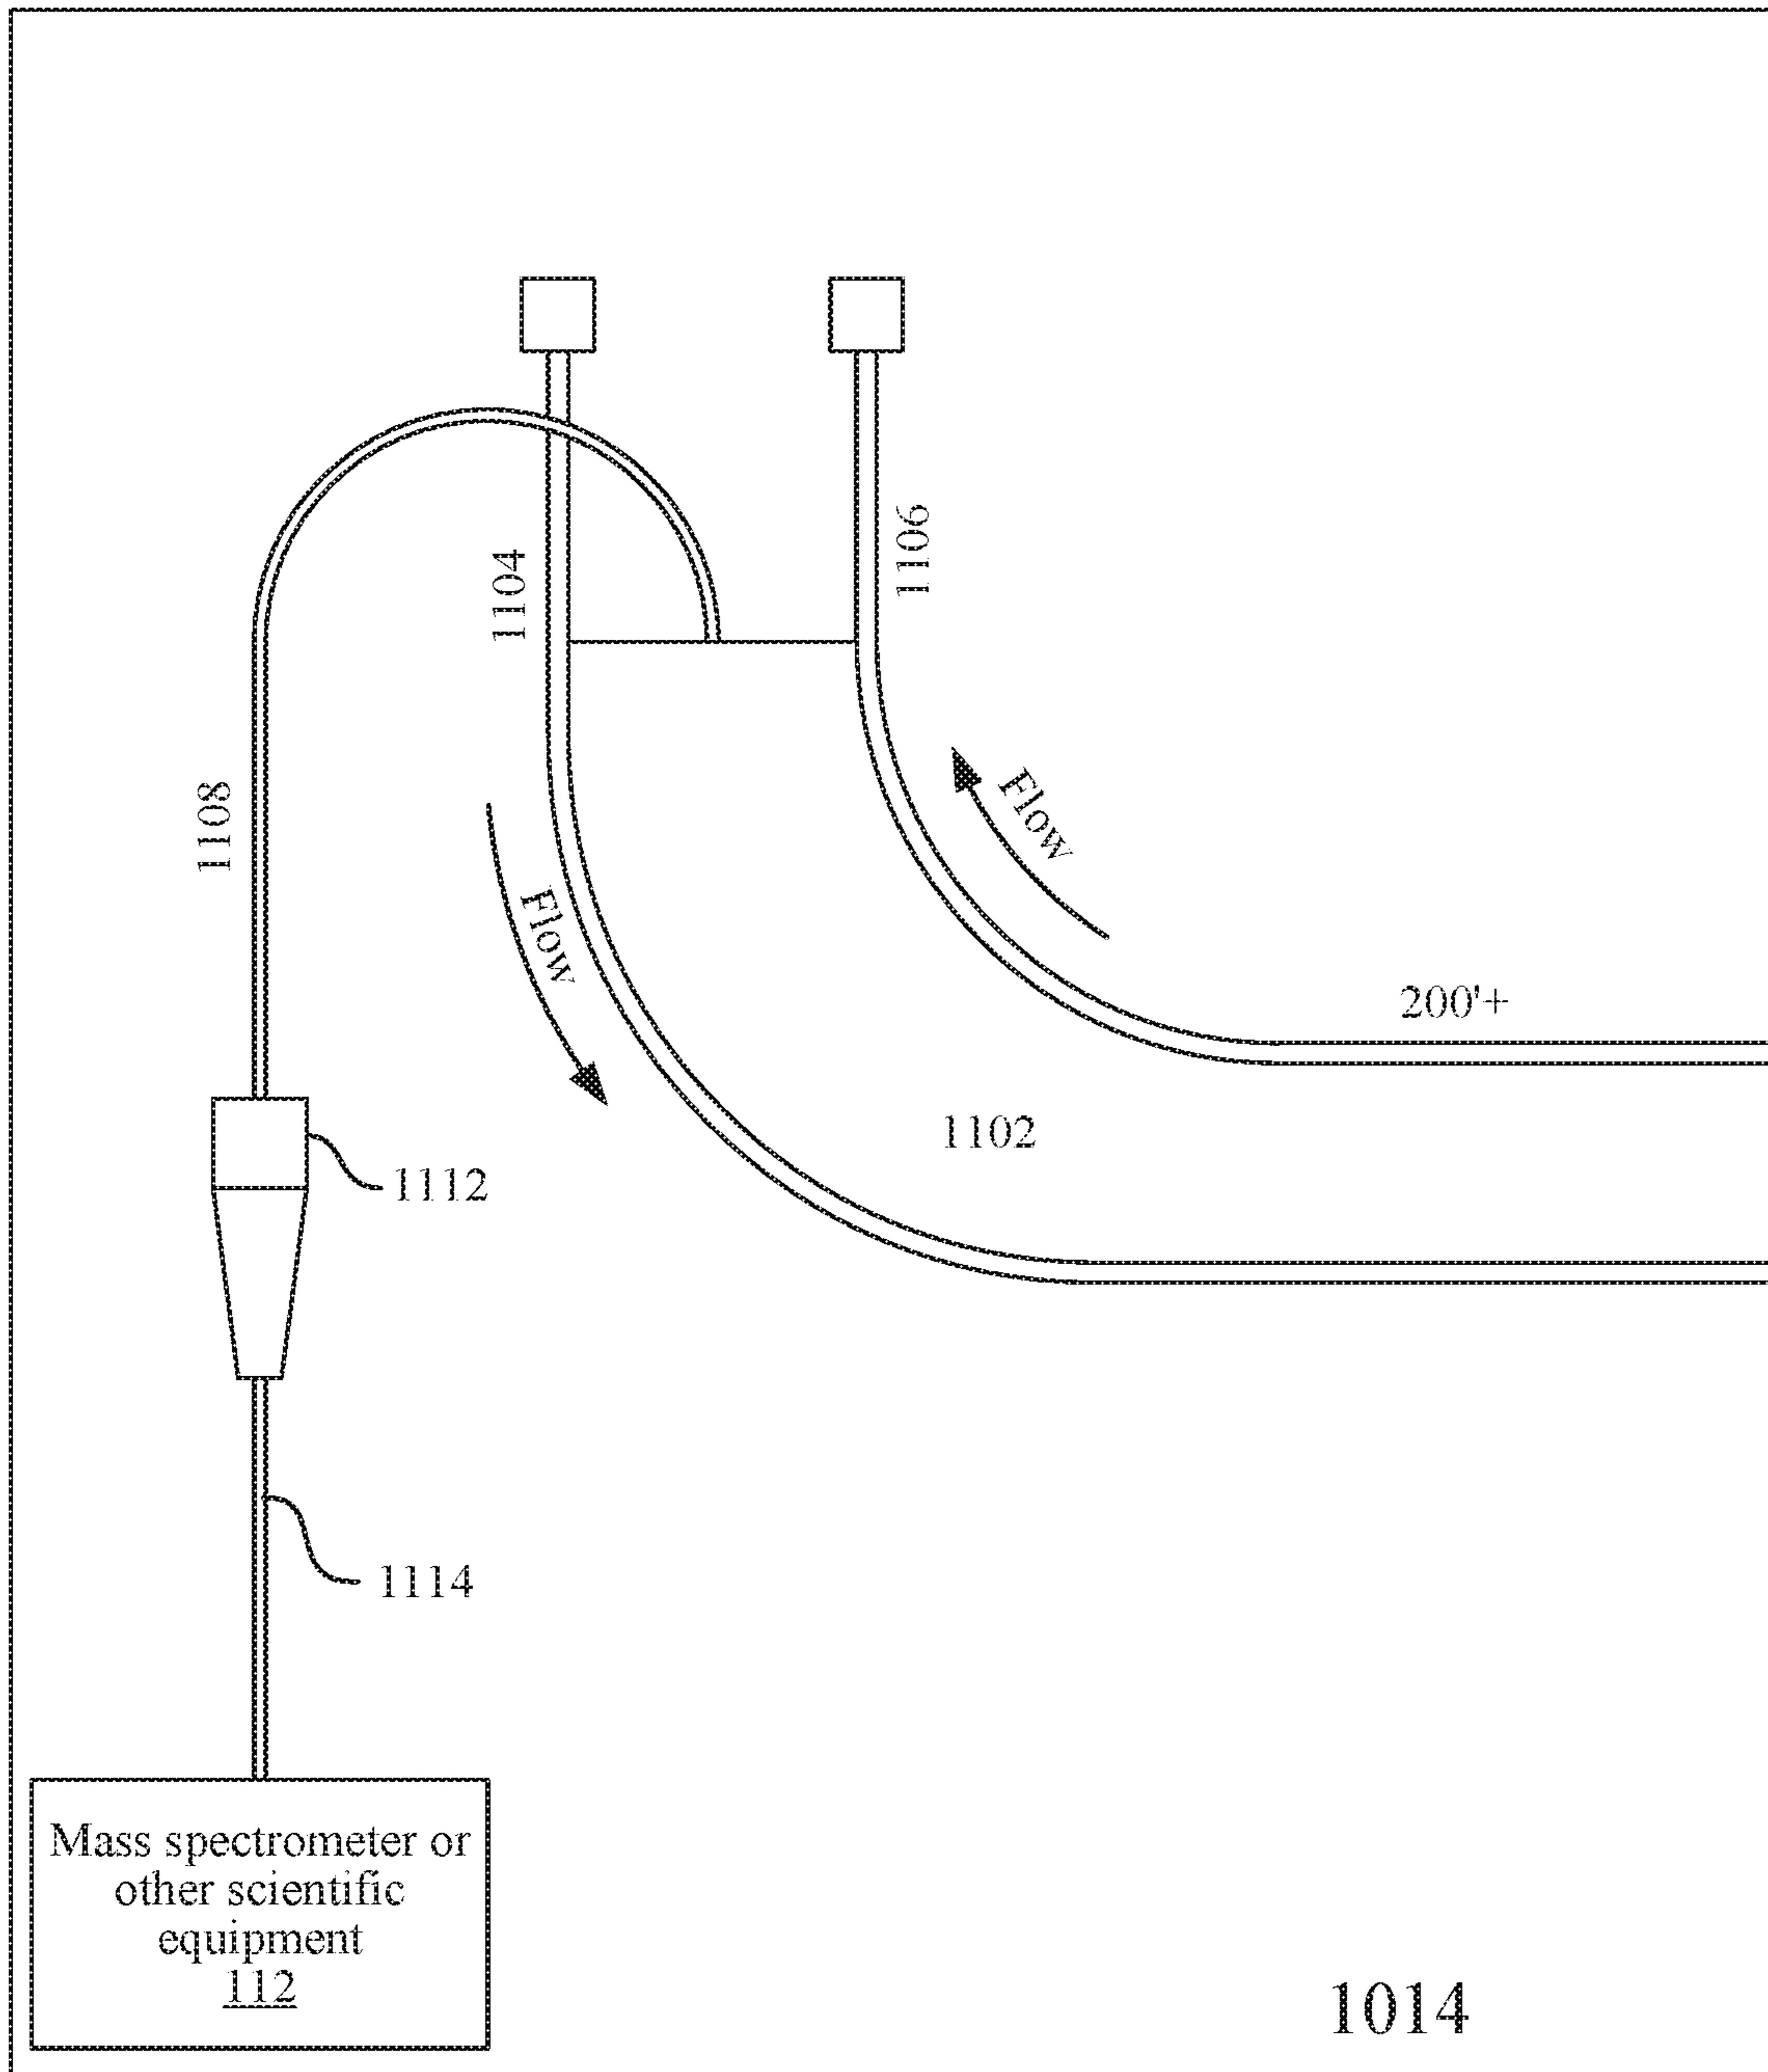 1104
1106
1108
Flow
Flow
200'+
1102
1112
1114
Mass spectrometer or
other scientific
equipment
112
1014